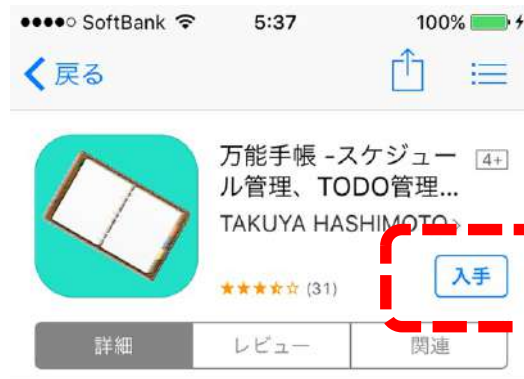 SoftBank 5:37 100%
戻る
万能手帳 -スケジュー 4+
ル管理、TODO管理...
TAKUYA HASHIMOTO>
★★★★☆ (31)
入手
詳細 レビュー 関連